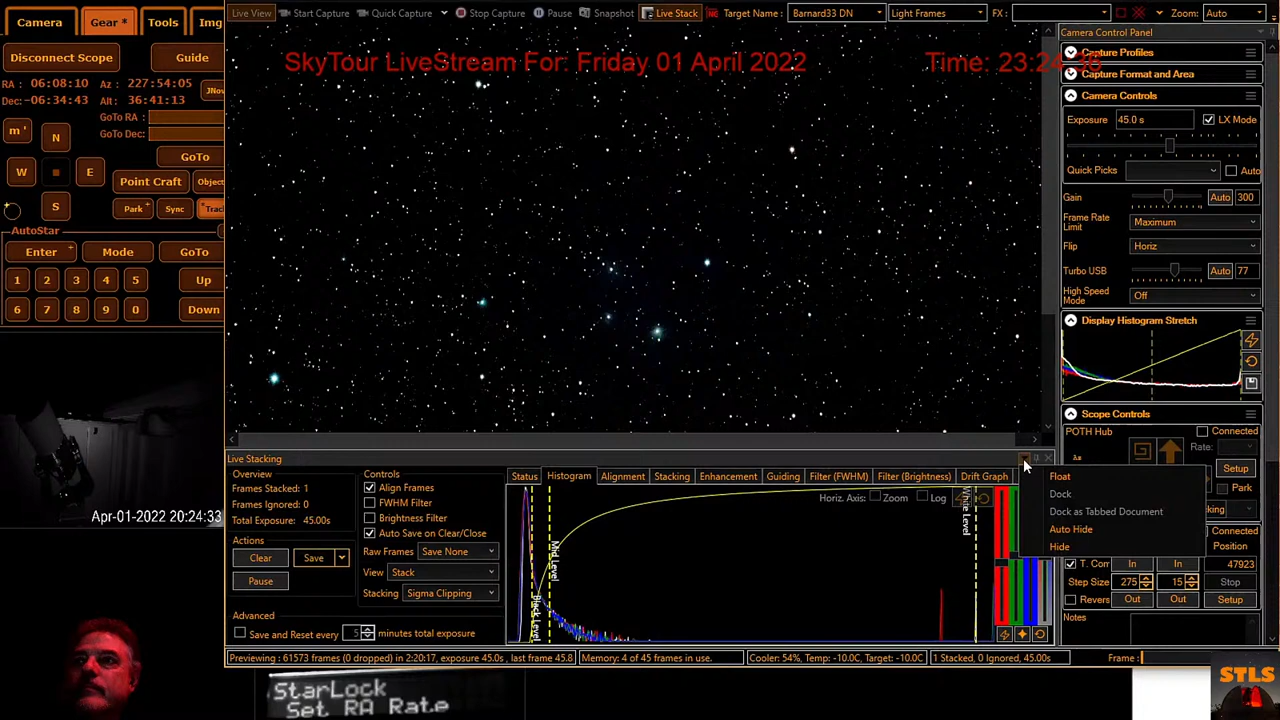 Camera Gear * Tools Img
Live View Start Capture Quick Capture Stop Capture Pause Snapshot Live Stack Target Name : Barnard33 DN Light Frames FX : Zoom: Auto
Disconnect Scope Guide
RA : 06:08:10 Az : 227:54:05
Dec:-06:34:43 Alt : 36:41:13
JNov
GoTo RA :
GoTo Dec:
m ' N GoTo
W E Point Craft Object
S Park + Sync Track
AutoStar
Enter + Mode GoTo
1 2 3 4 5 Up
6 7 8 9 0 Down
Apr-01-2022 20:24:33
SkyTour LiveStream For: Friday 01 April 2022 Time: 23:24:36
Camera Control Panel
Capture Profiles
Capture Format and Area
Camera Controls
Exposure 45.0 s LX Mode
Quick Picks Auto
Gain Auto 300
Frame Rate Limit Maximum
Flip Horiz
Turbo USB Auto 77
High Speed Mode Off
Display Histogram Stretch
Scope Controls
POTH Hub Connected
Rate:
Az
Setup
Park
Live Stacking
Overview
Frames Stacked: 1
Frames Ignored: 0
Total Exposure: 45.00s
Actions
Clear Save
Pause
Advanced
Save and Reset every 5 minutes total exposure
Controls
Align Frames
FWHM Filter
Brightness Filter
Auto Save on Clear/Close
Raw Frames Save None
View Stack
Stacking Sigma Clipping
Status Histogram Alignment Stacking Enhancement Guiding Filter (FWHM) Filter (Brightness) Drift Graph
Horiz. Axis: Zoom Log
Black Level
Mid Level
White Level
Float
Dock
Dock as Tabbed Document
Auto Hide
Hide
Connected
Position
T. Com In In 47923
Step Size 275 15 Stop
Revers Out Out Setup
Notes
Previewing : 61573 frames (0 dropped) in 2:20:17, exposure 45.0s , last frame 45.8 Memory: 4 of 45 frames in use. Cooler: 54%, Temp: -10.0C, Target: -10.0C 1 Stacked, 0 Ignored, 45.00s Frame :
StarLock
Set RA Rate
STLS